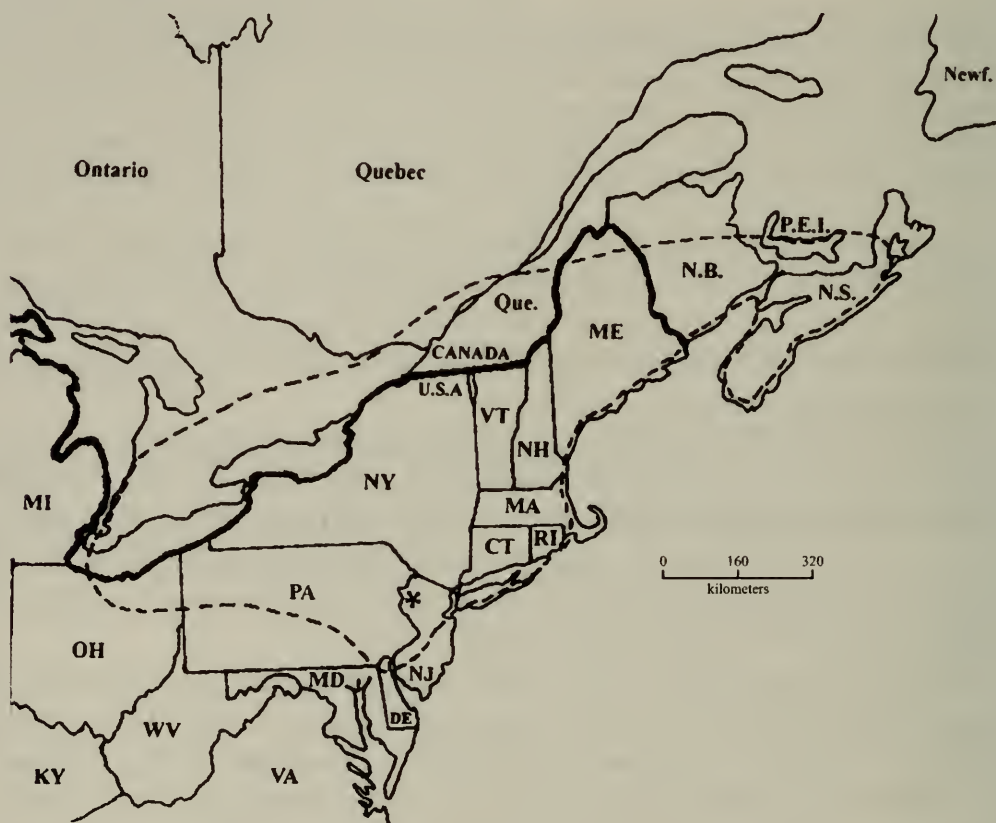 Newf.
Ontario
Quebec
P.E.I.
N.B.
N.S.
Que.
ME
CANADA
U.S.A
VT
NH
MI
NY
MA
CT
RI
0 160 320
kilometers
PA
*
OH
NJ
MD
DE
WV
KY
VA